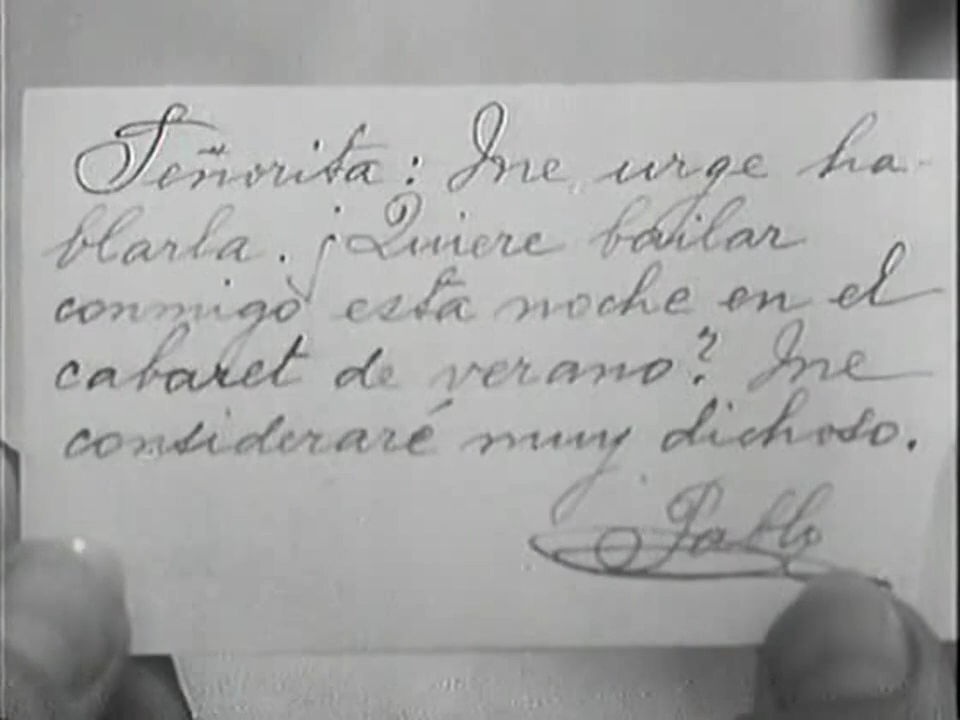 Señorita: Me urge ha-
blarla. ¿Quiere bailar
conmigo esta noche en el
cabaret de verano? Me
consideraré muy dichoso.
Pablo